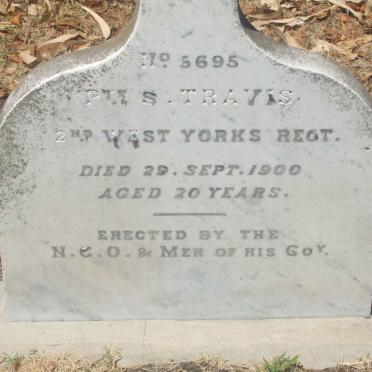 No 5695
PTE S. TRAVIS
2ND WEST YORKS REGT.
DIED 29. SEPT. 1900
AGED 20 YEARS.
ERECTED BY THE
N.C.O. & MEN OF HIS COY.